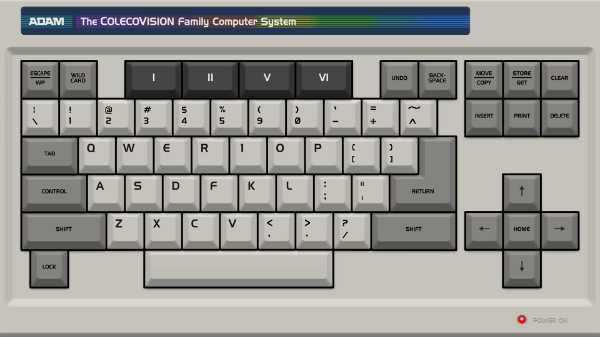 ADAM The COLECOVISION Family Computer System
ESCAPE WILD I II V VI UNDO BACK- MOVE STORE CLEAR
WP CARD SPACE COPY GET
¦ ! @ # $ % ( ) ' = ~
\ 1 2 3 4 5 9 0 - + ^ INSERT PRINT DELETE
TAB Q W E R 1 O P { }
[ ]
CONTROL A S D F K L : " RETURN ↑
; '
SHIFT Z X C V < > ? SHIFT ← HOME →
, . /
LOCK ↓
POWER ON